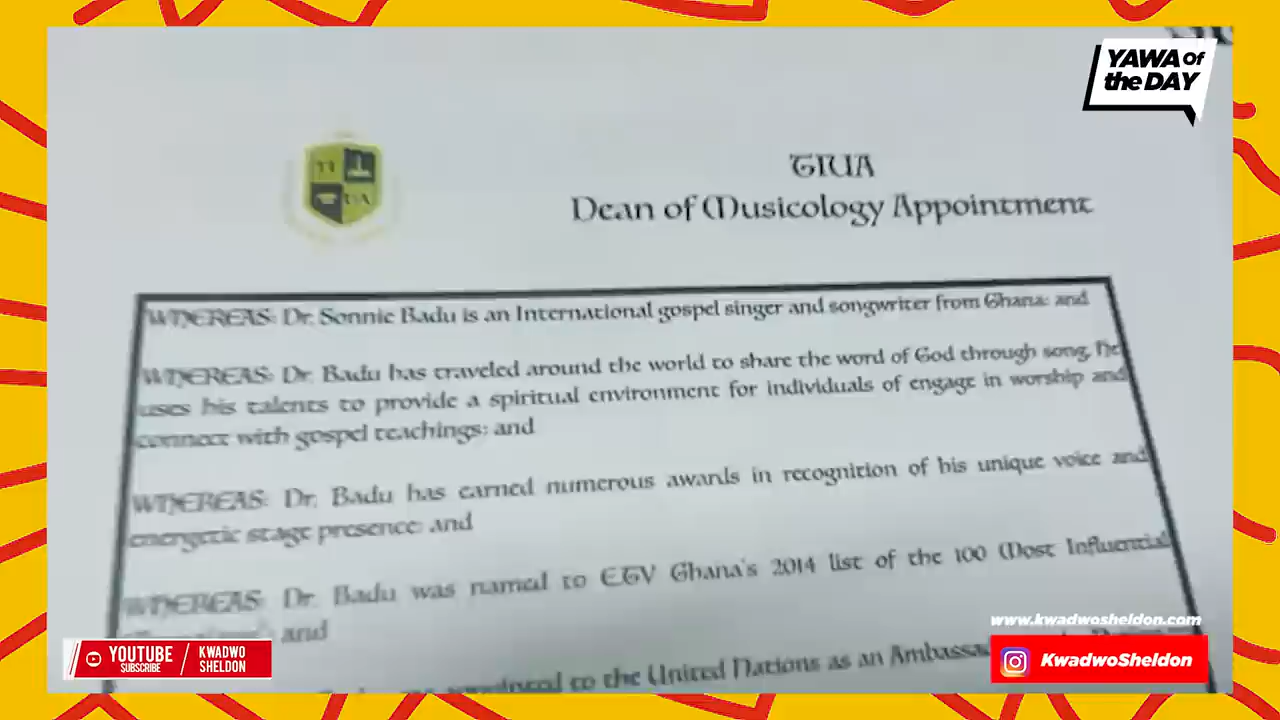 YAWA of
the DAY
TI
UA
TIUA
Dean of Musicology Appointment
WHEREAS: Dr. Sonnie Badu is an International gospel singer and songwriter from Ghana; and
WHEREAS: Dr. Badu has traveled around the world to share the word of God through song. He
uses his talents to provide a spiritual environment for individuals of engage in worship and
connect with gospel teachings; and
WHEREAS: Dr. Badu has earned numerous awards in recognition of his unique voice and
energetic stage presence; and
WHEREAS: Dr. Badu was named to ETV Ghana's 2014 list of the 100 Most Influential
and
appointed to the United Nations as an
www.kwadwosheldon.com
YOUTUBE
SUBSCRIBE
KWADWO
SHELDON
KwadwoSheldon